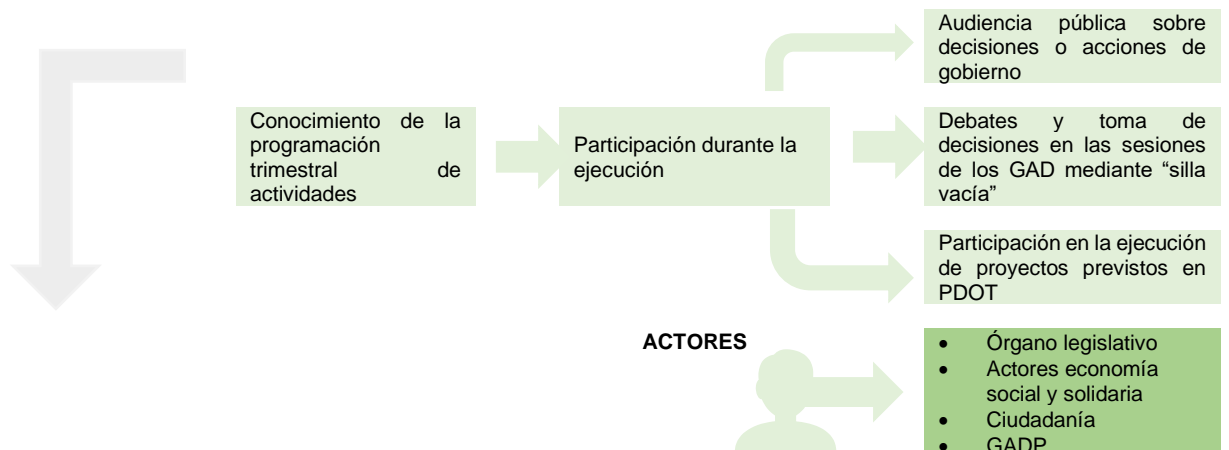 Audiencia pública sobre
decisiones o acciones de
gobierno
Conocimiento de la
programación
trimestral de
actividades
Participación durante la
ejecución
Debates y toma de
decisiones en las sesiones
de los GAD mediante “silla
vacía”
Participación en la ejecución
de proyectos previstos en
PDOT
ACTORES
• Órgano legislativo
• Actores economía
social y solidaria
• Ciudadanía
• GADP